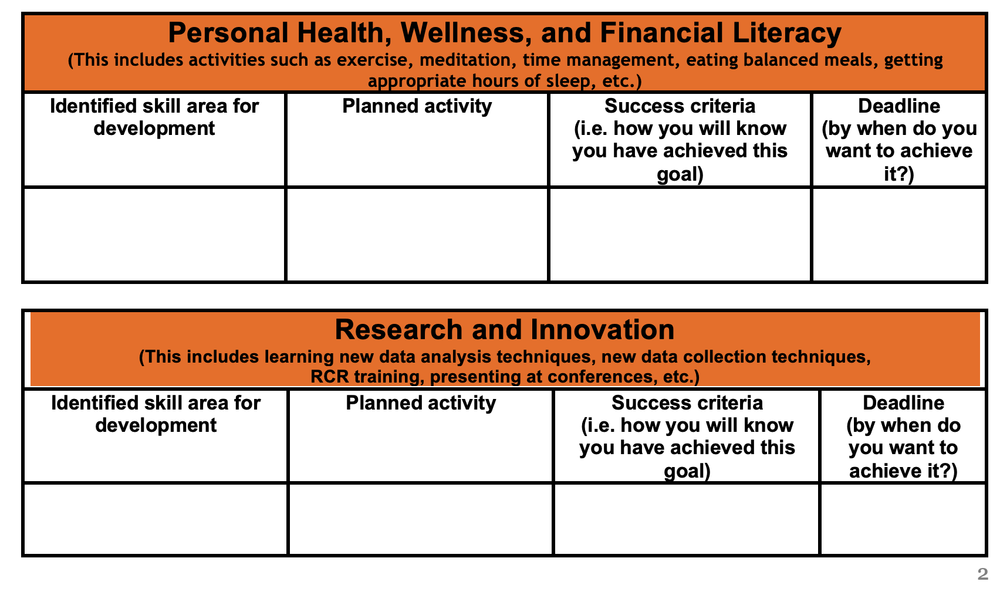 Personal Health, Wellness, and Financial Literacy
(This includes activities such as exercise, meditation, time management, eating balanced meals, getting
appropriate hours of sleep, etc.)
Identified skill area for
development
Planned activity
Success criteria
(i.e. how you will know
you have achieved this
goal)
Deadline
(by when do you
want to achieve
it?)
Research and Innovation
(This includes learning new data analysis techniques, new data collection techniques,
RCR training, presenting at conferences, etc.)
Identified skill area for
development
Planned activity
Success criteria
(i.e. how you will know
you have achieved this
goal)
Deadline
(by when do
you want to
achieve it?)
2